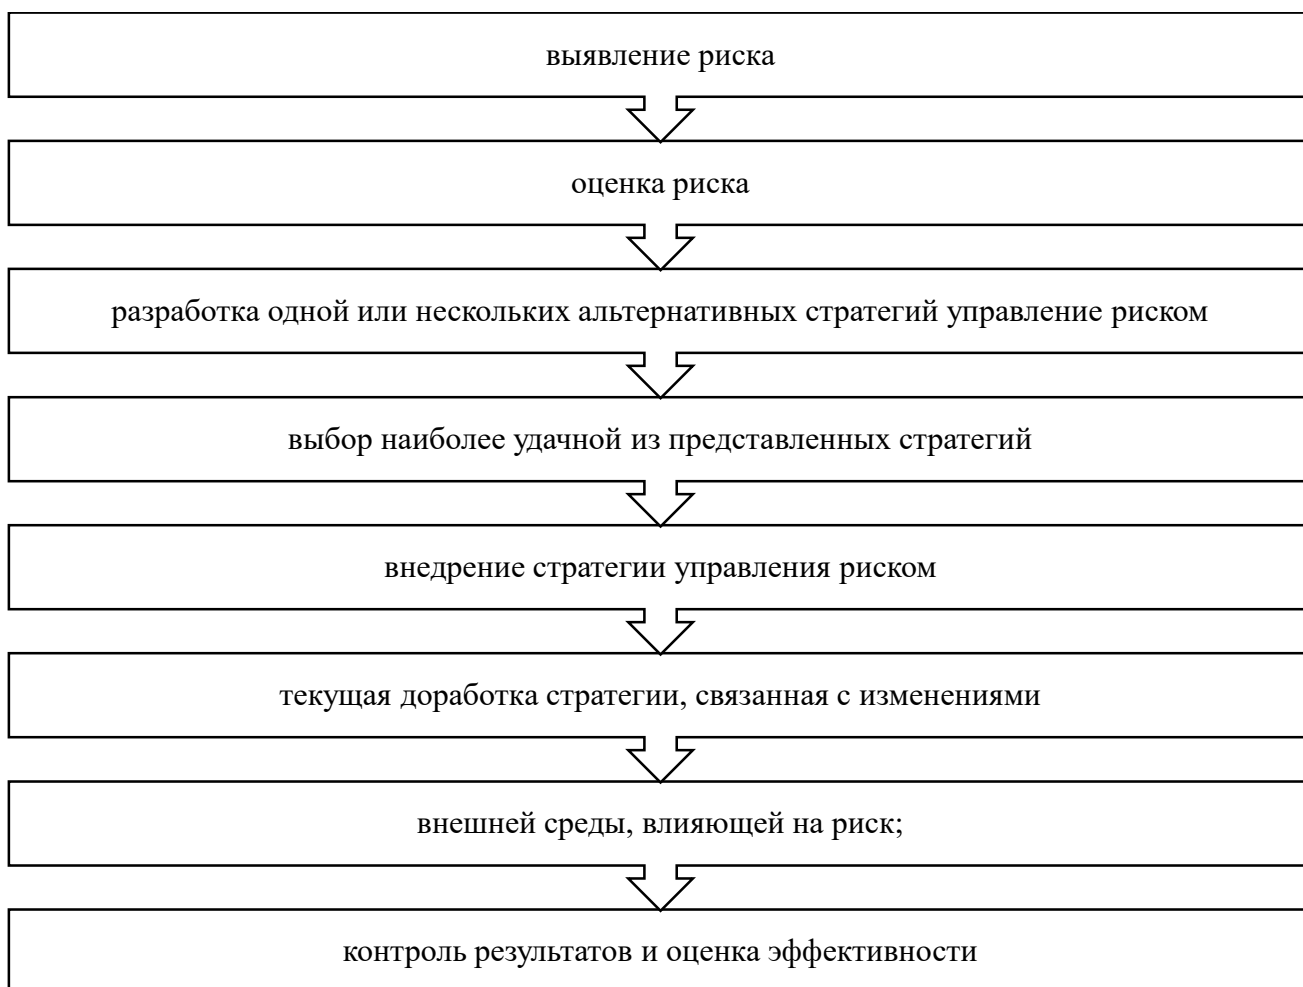 выявление риска
оценка риска
разработка одной или нескольких альтернативных стратегий управление риском
выбор наиболее удачной из представленных стратегий
внедрение стратегии управления риском
текущая доработка стратегии, связанная с изменениями
внешней среды, влияющей на риск;
контроль результатов и оценка эффективности